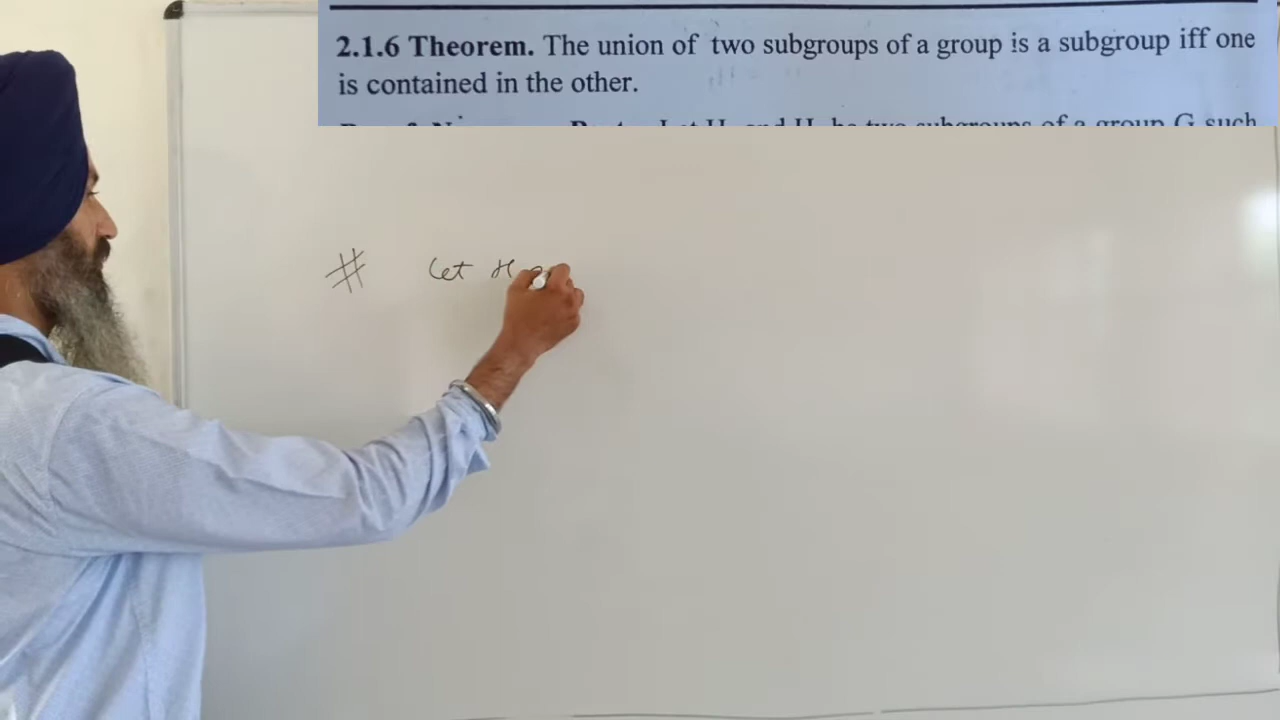 2.1.6 Theorem. The union of two subgroups of a group is a subgroup iff one
is contained in the other.
# Let H